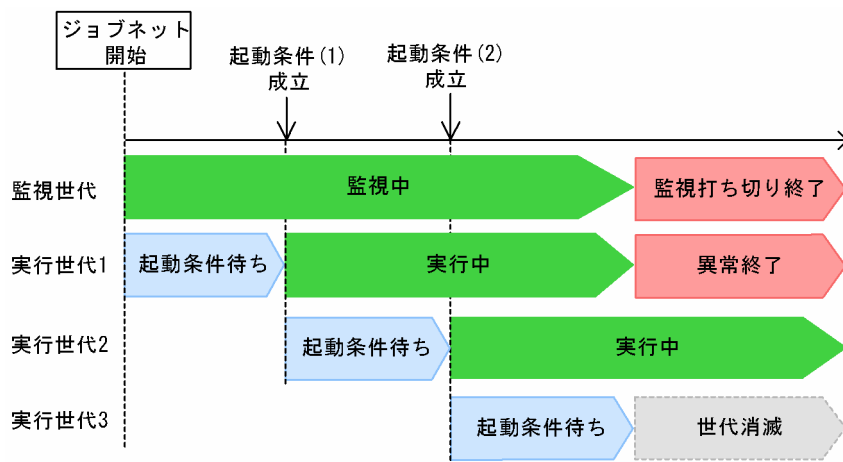 ジョブネット
開始
起動条件(1)
成立
起動条件(2)
成立
監視世代
監視中
監視打ち切り終了
実行世代1
起動条件待ち
実行中
異常終了
実行世代2
起動条件待ち
実行中
実行世代3
起動条件待ち
世代消滅